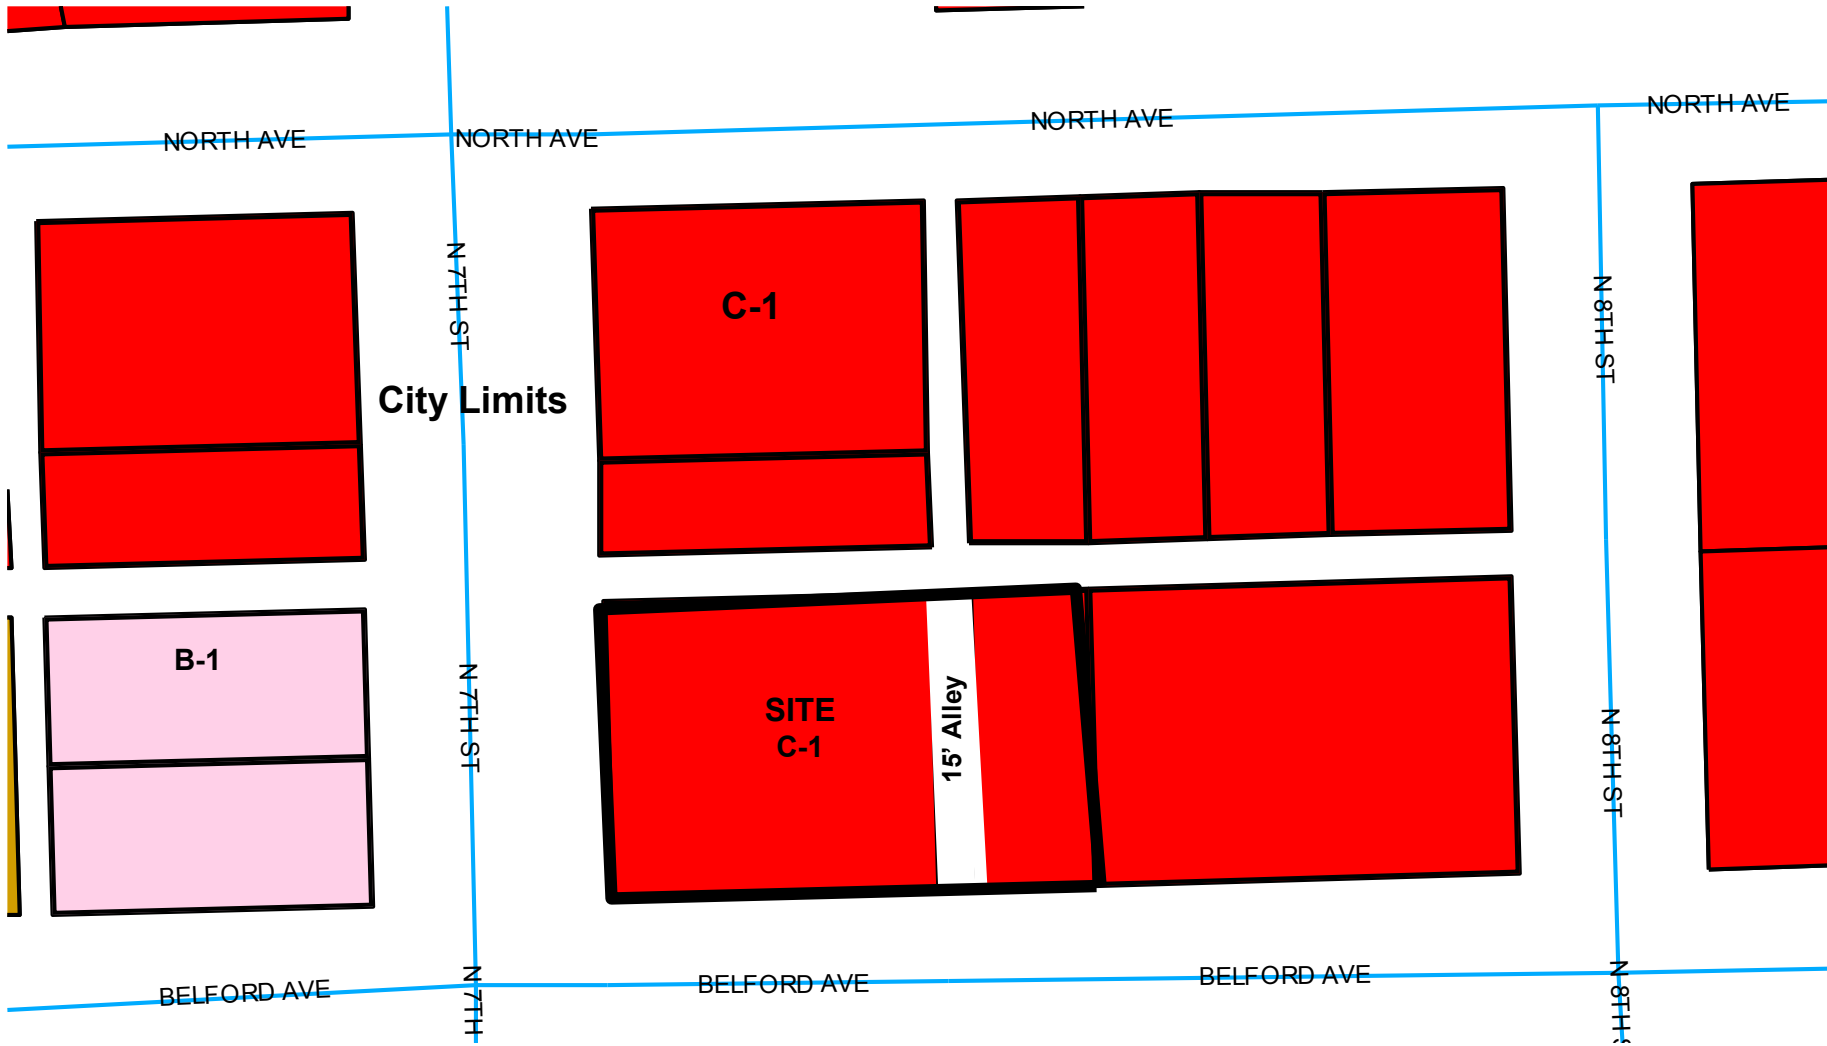 NORTH AVE
NORTH AVE
NORTH AVE
NORTH AVE
N 7TH ST
C-1
N 8TH ST
City Limits
B-1
SITE
C-1
15' Alley
N 7TH ST
N 8TH ST
BELFORD AVE
BELFORD AVE
BELFORD AVE
N 7TH
N 8TH S